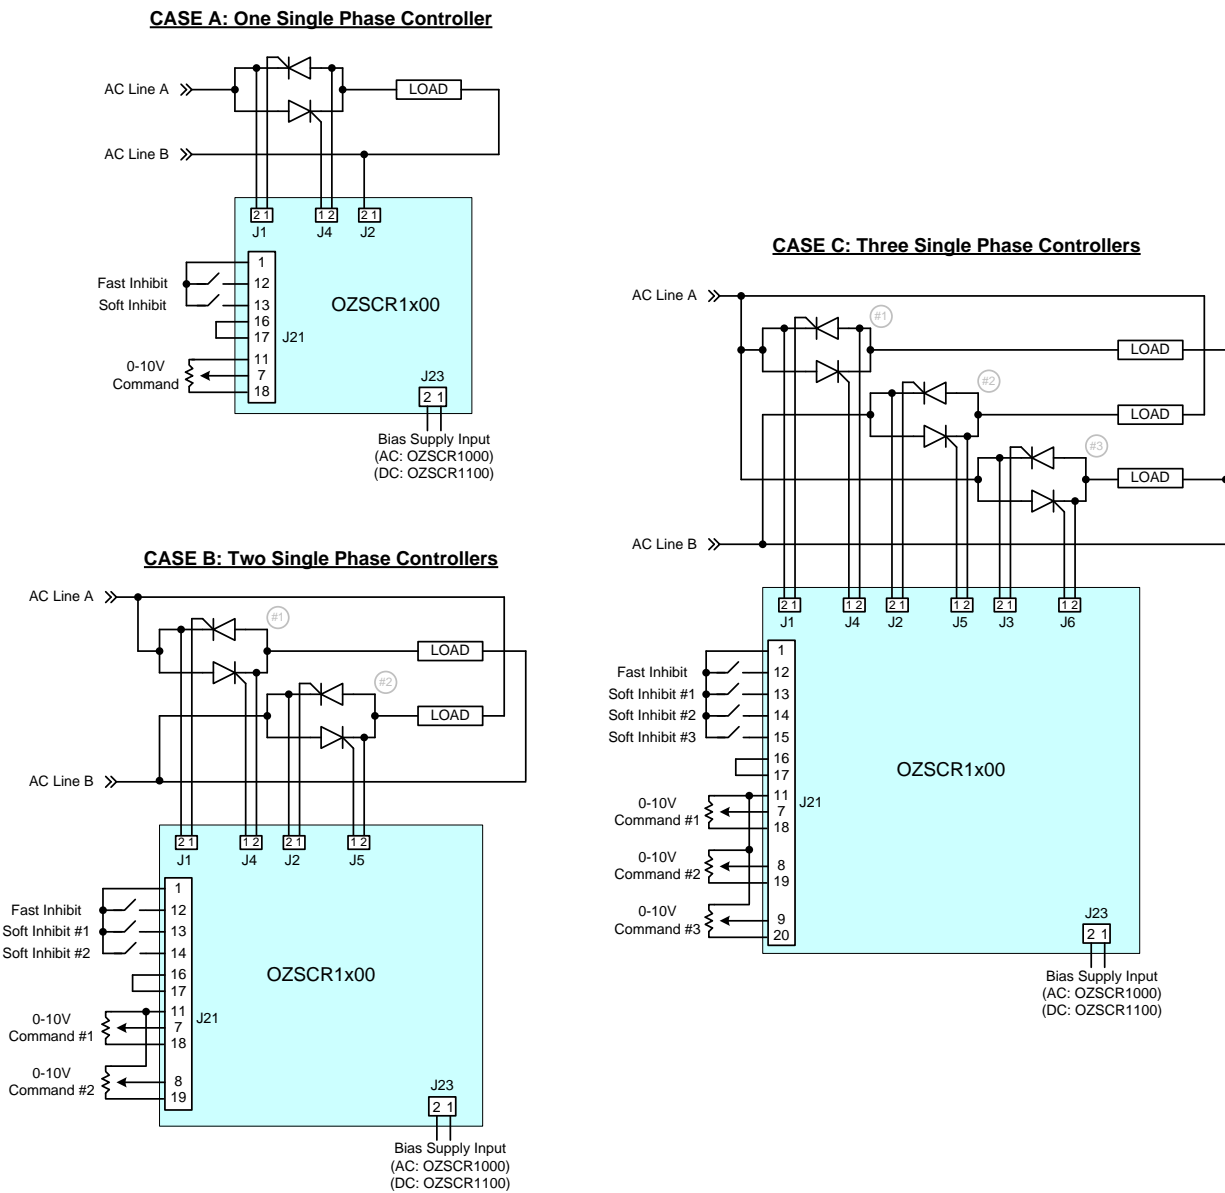 CASE A: One Single Phase Controller
AC Line A
LOAD
AC Line B
2 1
1 2
2 1
J1
J4
J2
1
Fast Inhibit
12
Soft Inhibit
13
OZSCR1x00
16
17
J21
0-10V
Command
11
7
18
J23
2 1
Bias Supply Input
(AC: OZSCR1000)
(DC: OZSCR1100)
CASE B: Two Single Phase Controllers
AC Line A
#1
LOAD
#2
LOAD
AC Line B
2 1
1 2
2 1
1 2
J1
J4
J2
J5
1
Fast Inhibit
12
Soft Inhibit #1
13
Soft Inhibit #2
14
16
17
OZSCR1x00
J21
0-10V
Command #1
11
7
18
0-10V
Command #2
8
19
J23
2 1
Bias Supply Input
(AC: OZSCR1000)
(DC: OZSCR1100)
CASE C: Three Single Phase Controllers
AC Line A
#1
LOAD
#2
LOAD
#3
LOAD
AC Line B
2 1
1 2
2 1
1 2
2 1
1 2
J1
J4
J2
J5
J3
J6
1
Fast Inhibit
12
Soft Inhibit #1
13
Soft Inhibit #2
14
Soft Inhibit #3
15
16
17
OZSCR1x00
J21
0-10V
Command #1
11
7
18
0-10V
Command #2
8
19
0-10V
Command #3
9
20
J23
2 1
Bias Supply Input
(AC: OZSCR1000)
(DC: OZSCR1100)